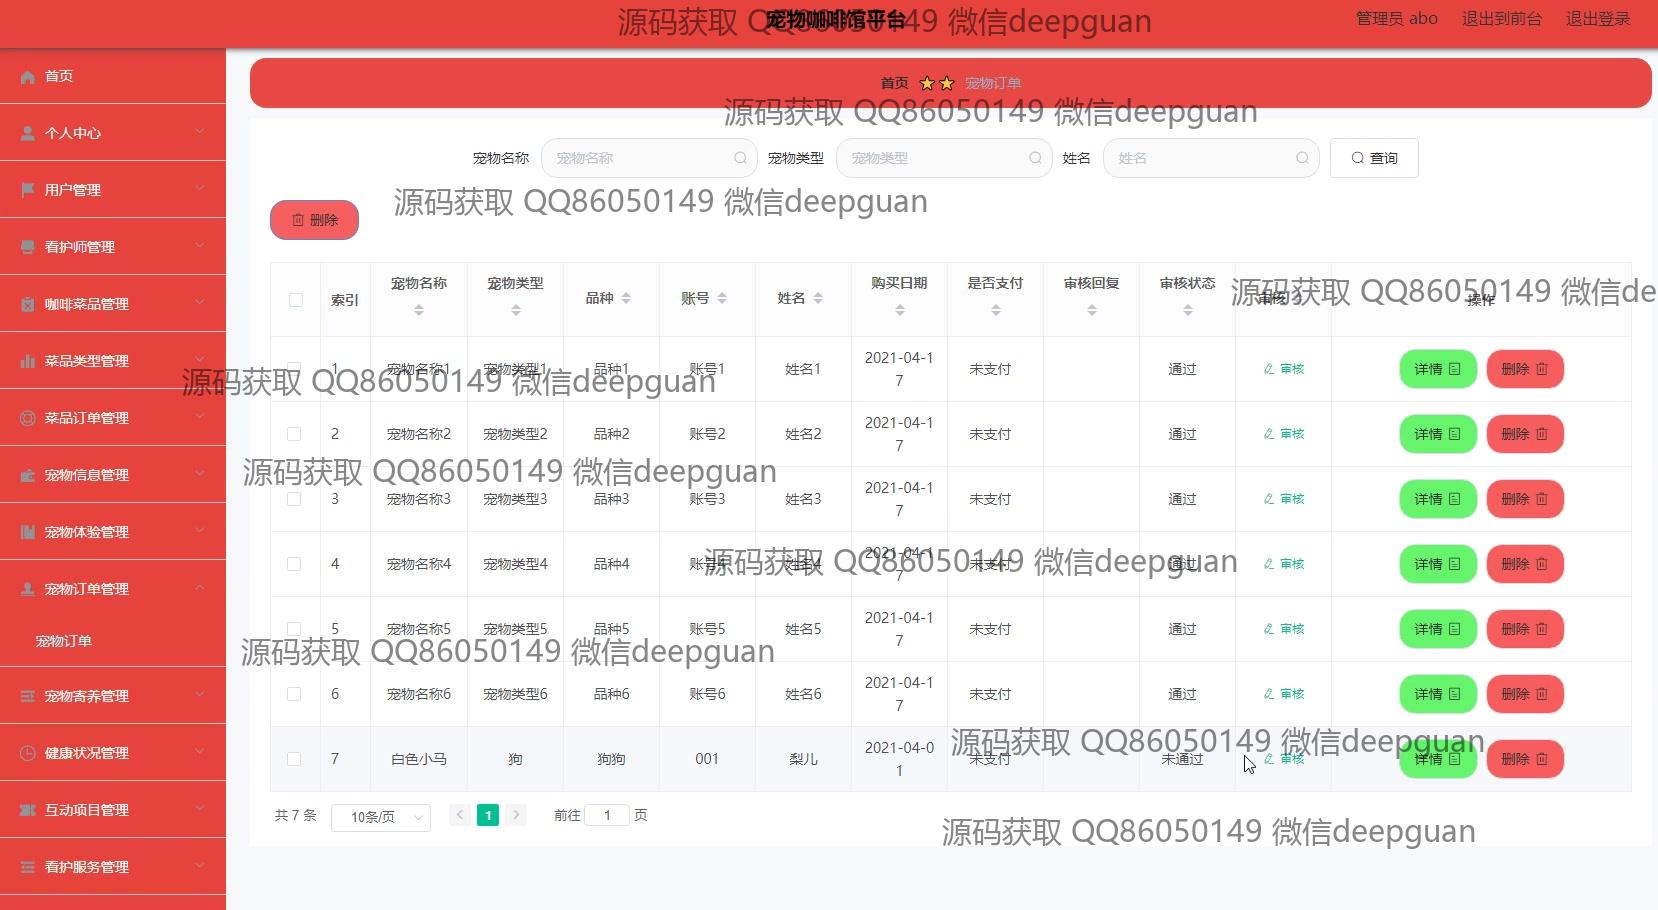 宠物咖啡馆平台
源码获取 QQ86050149 微信deepguan
管理员 abo 退出到前台 退出登录
首页
个人中心
用户管理
看护师管理
咖啡菜品管理
菜品类型管理
菜品订单管理
宠物信息管理
宠物体验管理
宠物订单管理
宠物订单
宠物寄养管理
健康状况管理
互动项目管理
看护服务管理
首页 宠物订单
源码获取 QQ86050149 微信deepguan
宠物名称 宠物名称 宠物类型 宠物类型 姓名 姓名 查询
源码获取 QQ86050149 微信deepguan
删除
索引 宠物名称 宠物类型 品种 账号 姓名 购买日期 是否支付 审核回复 审核状态 审核 操作
源码获取 QQ86050149 微信de
1 宠物名称1 宠物类型1 品种1 账号1 姓名1 2021-04-1 未支付 通过 审核 详情 删除
7
源码获取 QQ86050149 微信deepguan
2 宠物名称2 宠物类型2 品种2 账号2 姓名2 2021-04-1 未支付 通过 审核 详情 删除
7
源码获取 QQ86050149 微信deepguan
3 宠物名称3 宠物类型3 品种3 账号3 姓名3 2021-04-1 未支付 通过 审核 详情 删除
7
4 宠物名称4 宠物类型4 品种4 账号4 姓名4 2021-04-1 未支付 通过 审核 详情 删除
7
源码获取 QQ86050149 微信deepguan
5 宠物名称5 宠物类型5 品种5 账号5 姓名5 2021-04-1 未支付 通过 审核 详情 删除
7
源码获取 QQ86050149 微信deepguan
6 宠物名称6 宠物类型6 品种6 账号6 姓名6 2021-04-1 未支付 通过 审核 详情 删除
7
源码获取 QQ86050149 微信deepguan
7 白色小马 狗 狗狗 001 梨儿 2021-04-0 未支付 未通过 审核 详情 删除
1
共 7 条 10条/页 1 前往 1 页
源码获取 QQ86050149 微信deepguan